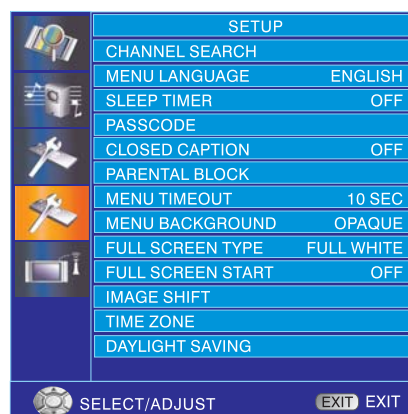 SETUP
CHANNEL SEARCH
MENU LANGUAGE ENGLISH
SLEEP TIMER OFF
PASSCODE
CLOSED CAPTION OFF
PARENTAL BLOCK
MENU TIMEOUT 10 SEC
MENU BACKGROUND OPAQUE
FULL SCREEN TYPE FULL WHITE
FULL SCREEN START OFF
IMAGE SHIFT
TIME ZONE
DAYLIGHT SAVING
SELECT/ADJUST EXIT EXIT